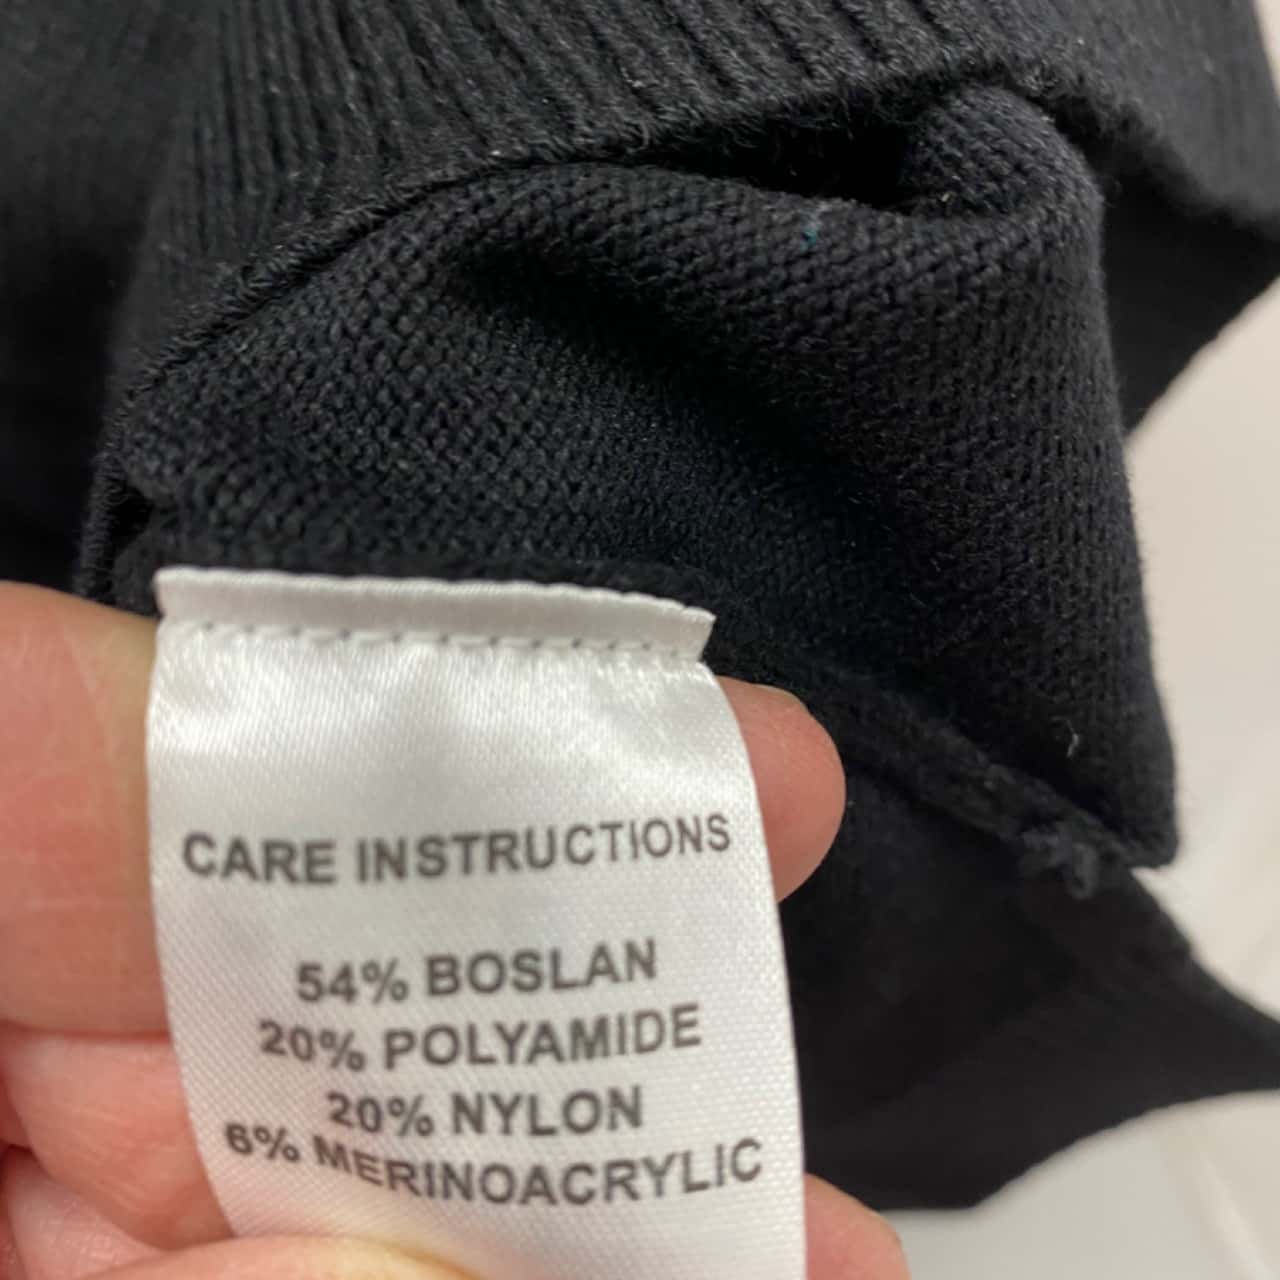 CARE INSTRUCTIONS
54% BOSLAN
20% POLYAMIDE
20% NYLON
6% MERINOACRYLIC